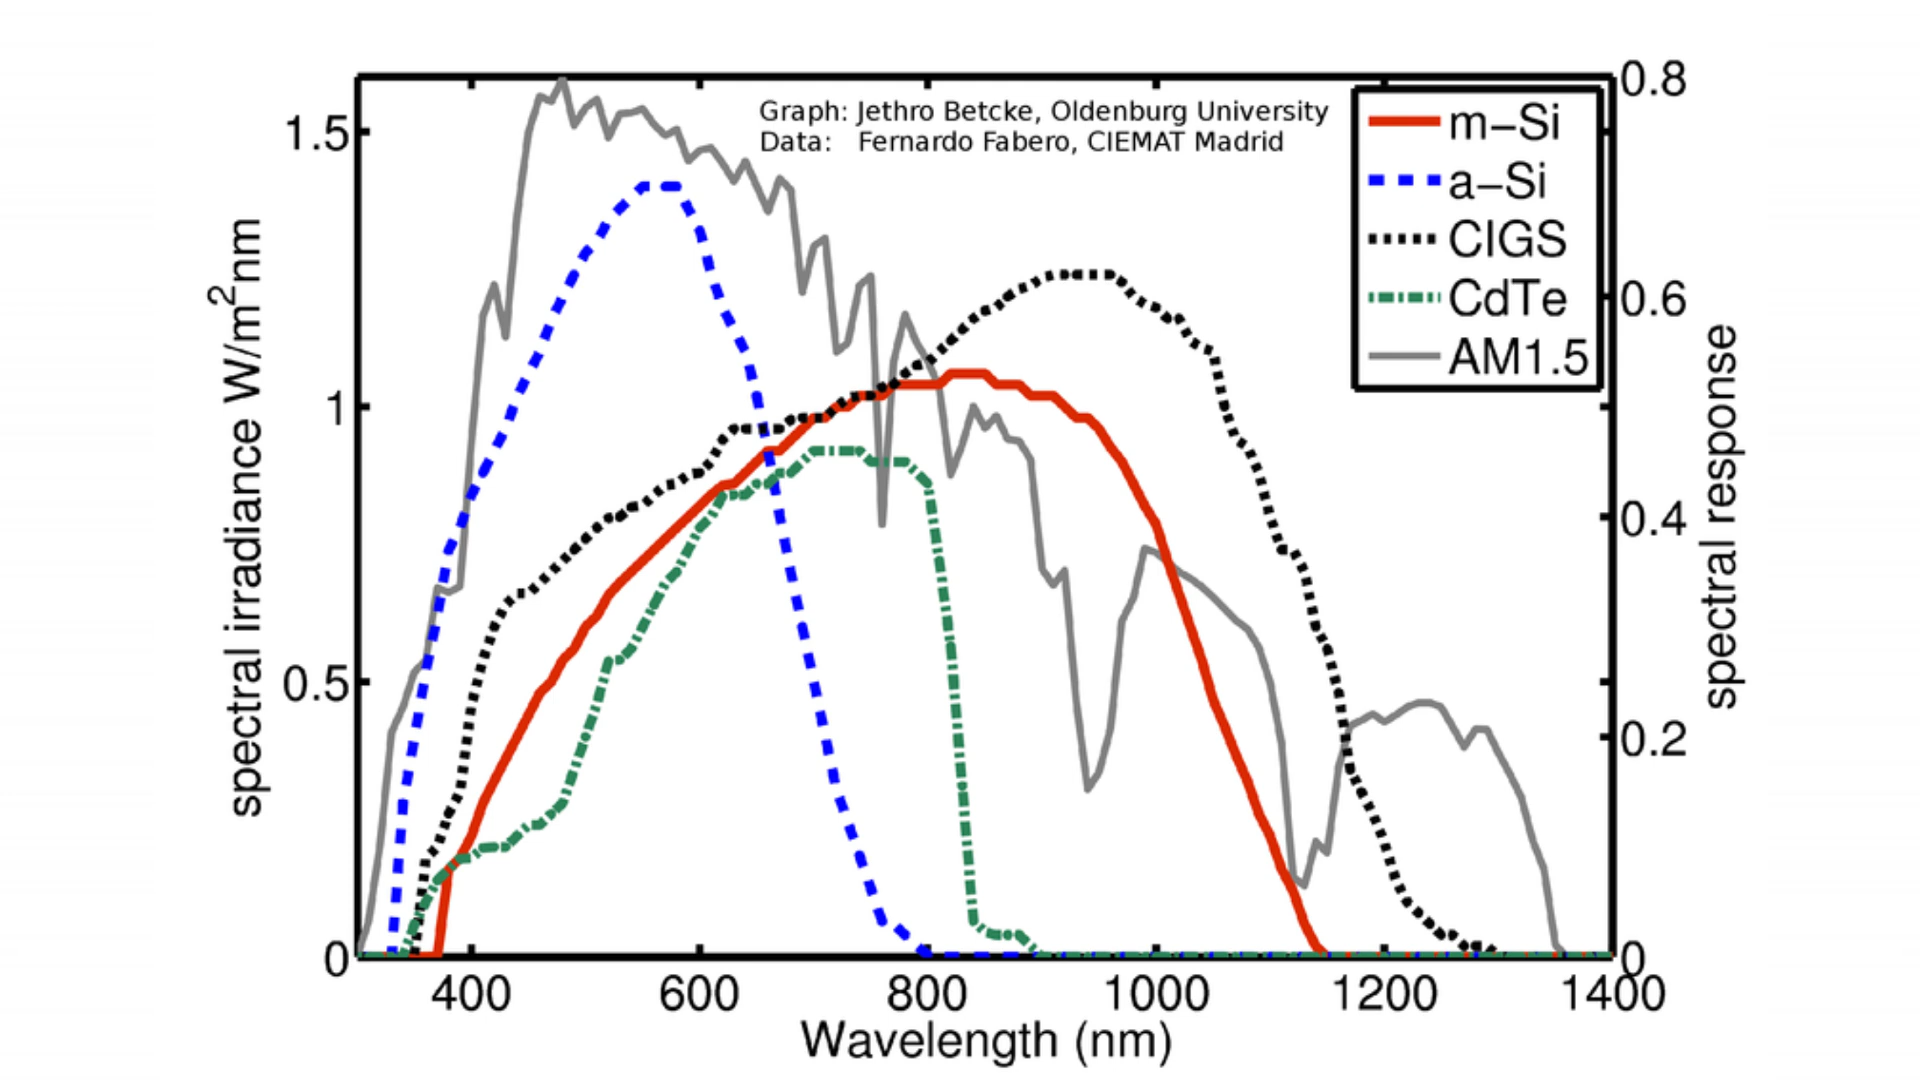 Graph: Jethro Betcke, Oldenburg University
Data: Fernardo Fabero, CIEMAT Madrid
m−Si
a−Si
CIGS
CdTe
AM1.5
spectral irradiance W/m²nm
1.5
1
0.5
0
0.8
0.6
0.4
0.2
0
spectral response
400 600 800 1000 1200 1400
Wavelength (nm)